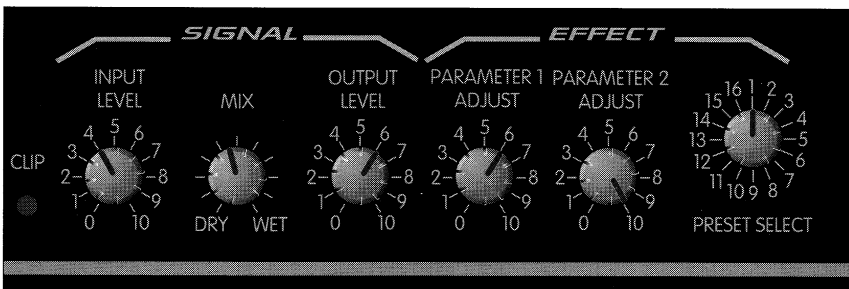 SIGNAL
EFFECT
INPUT LEVEL
MIX
OUTPUT LEVEL
PARAMETER 1 ADJUST
PARAMETER 2 ADJUST
CLIP
0 1 2 3 4 5 6 7 8 9 10
DRY WET
0 1 2 3 4 5 6 7 8 9 10
0 1 2 3 4 5 6 7 8 9 10
0 1 2 3 4 5 6 7 8 9 10
1 2 3 4 5 6 7 8 9 10 11 12 13 14 15 16
PRESET SELECT